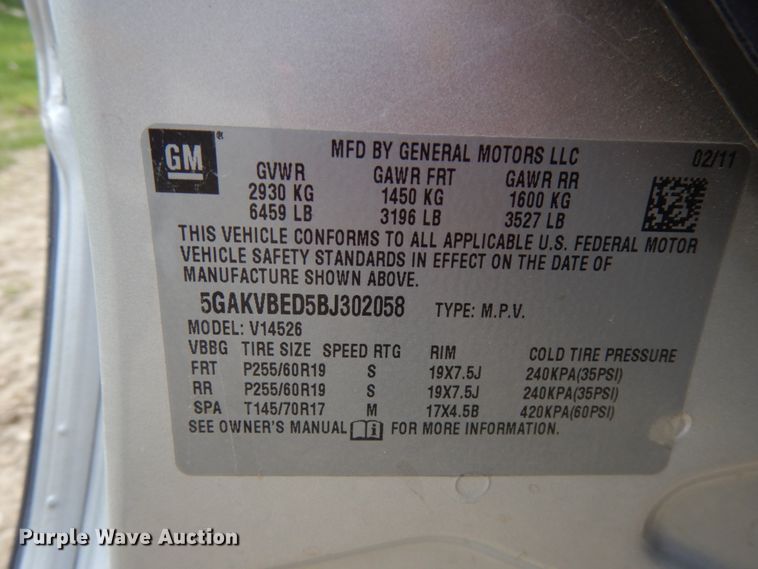 GM
MFD BY GENERAL MOTORS LLC 02/11
GVWR GAWR FRT GAWR RR
2930 KG 1450 KG 1600 KG
6459 LB 3196 LB 3527 LB
THIS VEHICLE CONFORMS TO ALL APPLICABLE U.S. FEDERAL MOTOR
VEHICLE SAFETY STANDARDS IN EFFECT ON THE DATE OF
MANUFACTURE SHOWN ABOVE.
5GAKVBED5BJ302058 TYPE: M.P.V.
MODEL: V14526
VBBG TIRE SIZE SPEED RTG RIM COLD TIRE PRESSURE
FRT P255/60R19 S 19X7.5J 240KPA(35PSI)
RR P255/60R19 S 19X7.5J 240KPA(35PSI)
SPA T145/70R17 M 17X4.5B 420KPA(60PSI)
SEE OWNER'S MANUAL i FOR MORE INFORMATION.
Purple Wave Auction